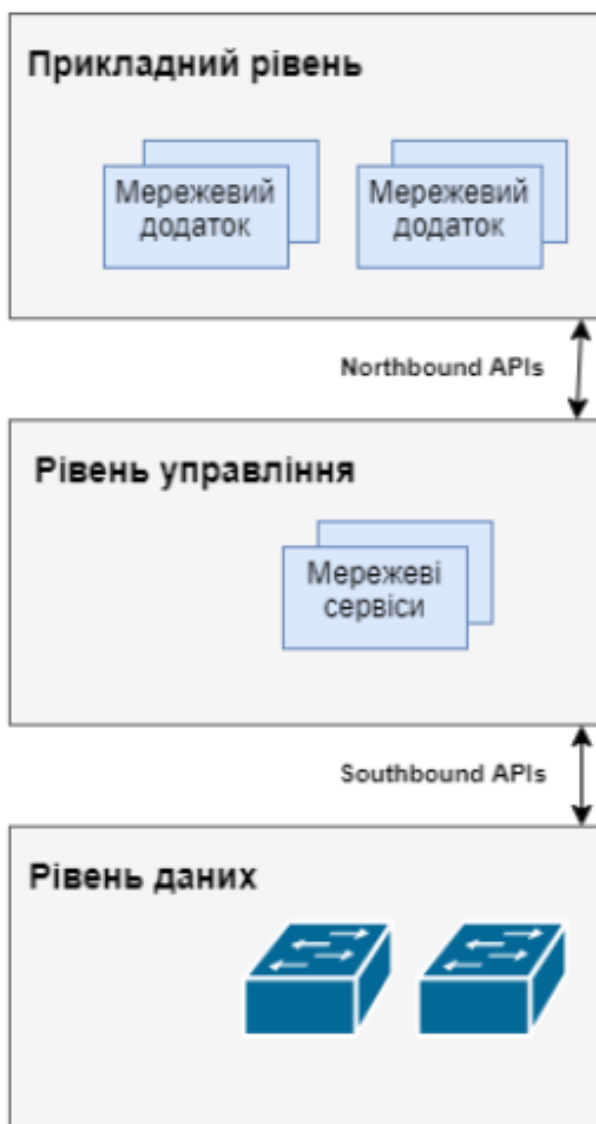 Прикладний рівень
Мережевий
додаток
Мережевий
додаток
Northbound APIs
Рівень управління
Мережеві
сервіси
Southbound APIs
Рівень даних